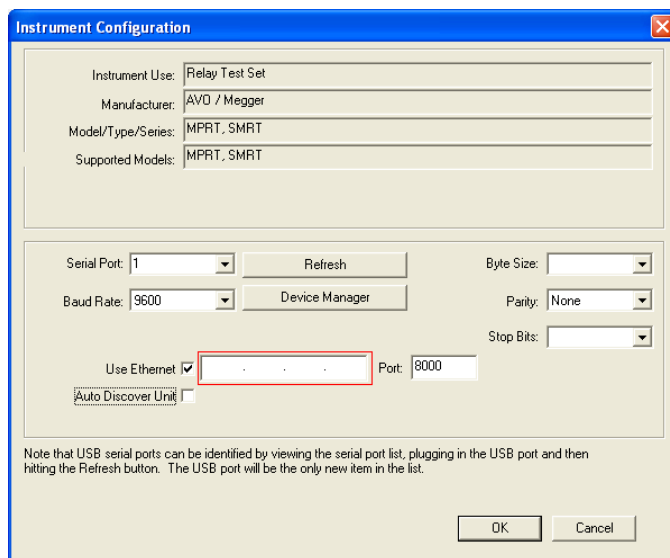 Instrument Configuration
Instrument Use: Relay Test Set
Manufacturer: AVO / Megger
Model/Type/Series: MPRT, SMRT
Supported Models: MPRT, SMRT
Serial Port: 1 Refresh Byte Size:
Baud Rate: 9600 Device Manager Parity: None
Stop Bits:
Use Ethernet . . . Port: 8000
Auto Discover Unit
Note that USB serial ports can be identified by viewing the serial port list, plugging in the USB port and then
hitting the Refresh button. The USB port will be the only new item in the list.
OK Cancel